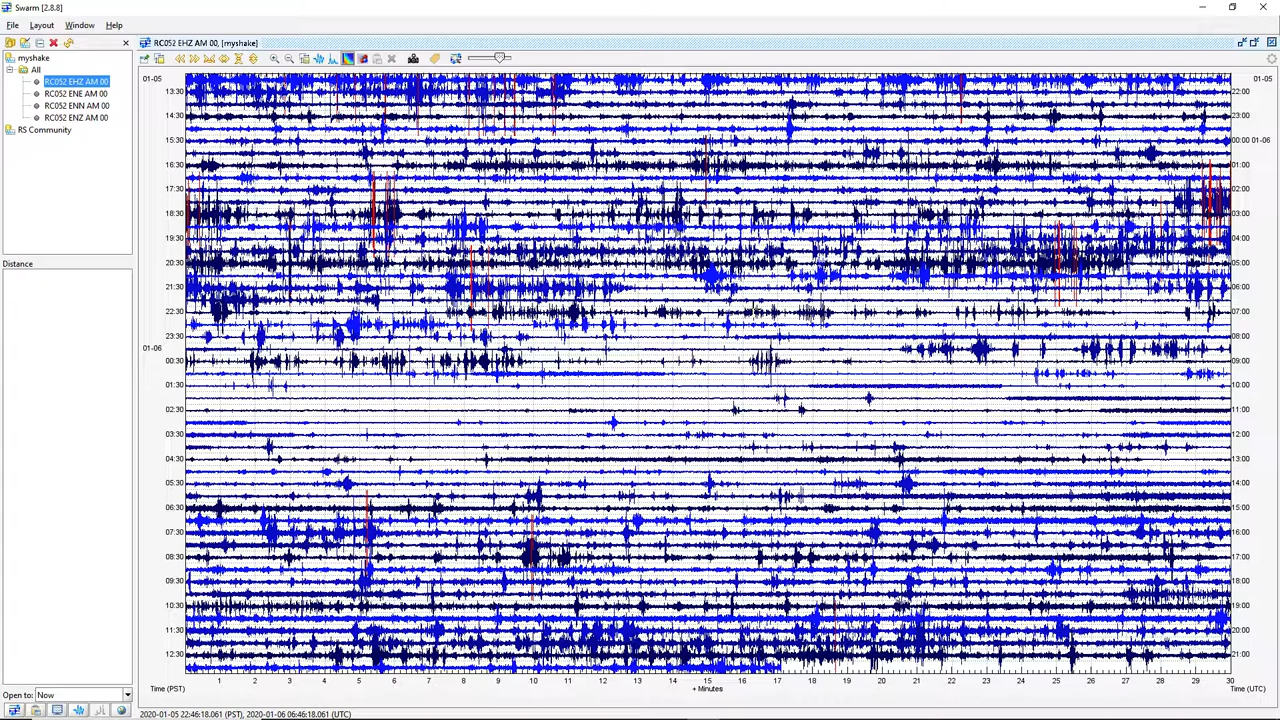 Swarm [2.8.8]
File Layout Window Help
RC052 EHZ AM 00, [myshake]
myshake
All
RC052 EHZ AM 00
RC052 ENE AM 00
RC052 ENN AM 00
RC052 ENZ AM 00
RS Community
Distance
Open to: Now
01-05 01-05
13:30 22:00
14:30 23:00
15:30 00:00 01-06
16:30 01:00
17:30 02:00
18:30 03:00
19:30 04:00
20:30 05:00
21:30 06:00
22:30 07:00
23:30 08:00
01-06
00:30 09:00
01:30 10:00
02:30 11:00
03:30 12:00
04:30 13:00
05:30 14:00
06:30 15:00
07:30 16:00
08:30 17:00
09:30 18:00
10:30 19:00
11:30 20:00
12:30 21:00
1 2 3 4 5 6 7 8 9 10 11 12 13 14 15 16 17 18 19 20 21 22 23 24 25 26 27 28 29 30
Time (PST) + Minutes Time (UTC)
2020-01-05 22:46:18.061 (PST), 2020-01-06 06:46:18.061 (UTC)